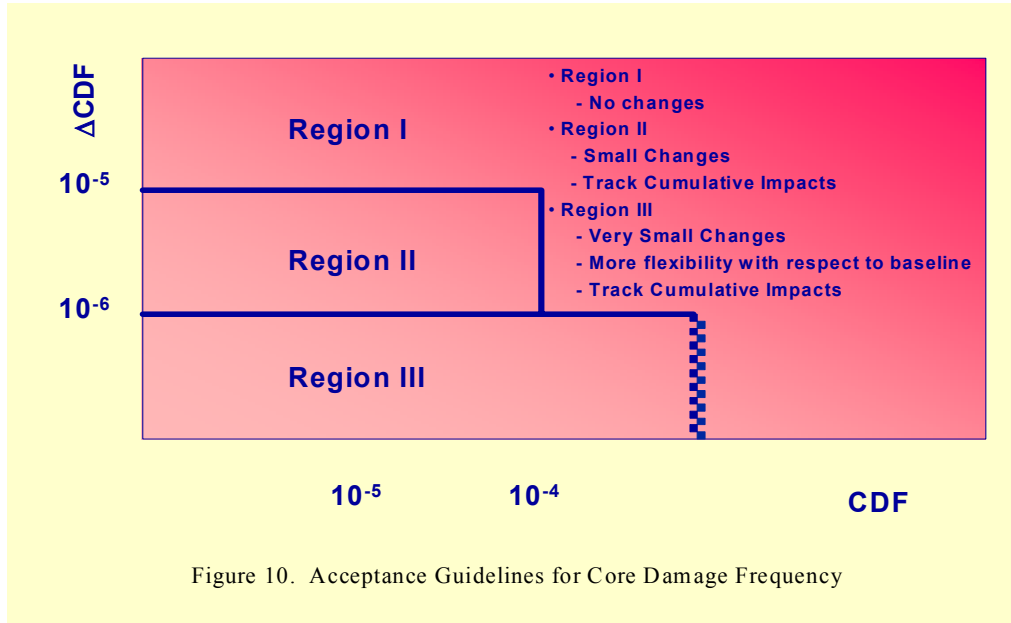 ΔCDF
• Region I
- No changes
• Region II
- Small Changes
- Track Cumulative Impacts
• Region III
- Very Small Changes
- More flexibility with respect to baseline
- Track Cumulative Impacts
Region I
10⁻⁵
Region II
10⁻⁶
Region III
10⁻⁵
10⁻⁴
CDF
Figure 10. Acceptance Guidelines for Core Damage Frequency